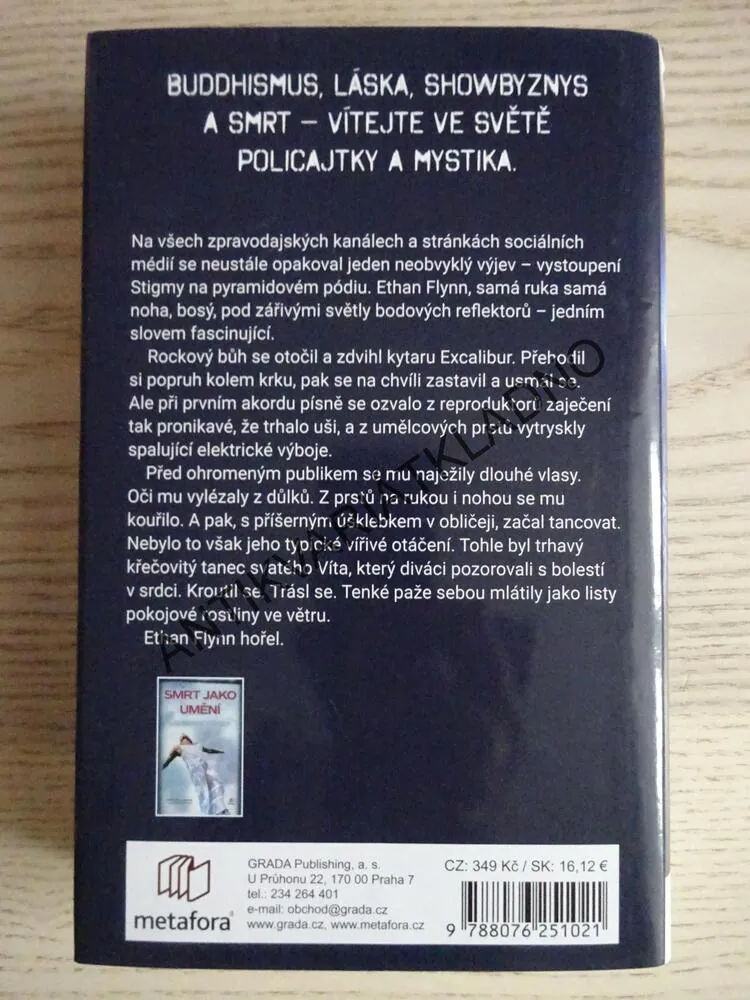 BUDDHISMUS, LÁSKA, SHOWBYZNYS
A SMRT – VÍTEJTE VE SVĚTĚ
POLICAJTKY A MYSTIKA.
Na všech zpravodajských kanálech a stránkách sociálních
médií se neustále opakoval jeden neobvyklý výjev – vystoupení
Stigmy na pyramidovém pódiu. Ethan Flynn, samá ruka samá
noha, bosý, pod zářivými světly bodových reflektorů – jedním
slovem fascinující.
Rockový bůh se otočil a zdvihl kytaru Excalibur. Přehodil
si popruh kolem krku, pak se na chvíli zastavil a usmál se.
Ale při prvním akordu písně se ozvalo z reproduktorů zaječení
tak pronikavé, že trhalo uši, a z umělcových prstů vytryskly
spalující elektrické výboje.
Před ohromeným publikem se mu naježily dlouhé vlasy.
Oči mu vylézaly z důlků. Z prstů na rukou i nohou se mu
kouřilo. A pak, s příšerným úšklebkem v obličeji, začal tancovat.
Nebylo to však jeho typické vířivé otáčení. Tohle byl trhavý
křečovitý tanec svatého Víta, který diváci pozorovali s bolestí
v srdci. Kroutil se. Trásl se. Tenké paže sebou mlátily jako listy
pokojové rostliny ve větru.
Ethan Flynn hořel.
ANTIKVARIÁTKLADNO
SMRT JAKO
UMĚNÍ
metafora®
GRADA Publishing, a. s.
U Průhonu 22, 170 00 Praha 7
tel.: 234 264 401
e-mail: obchod@grada.cz
www.grada.cz, www.metafora.cz
CZ: 349 Kč / SK: 16,12 €
9 788076 251021